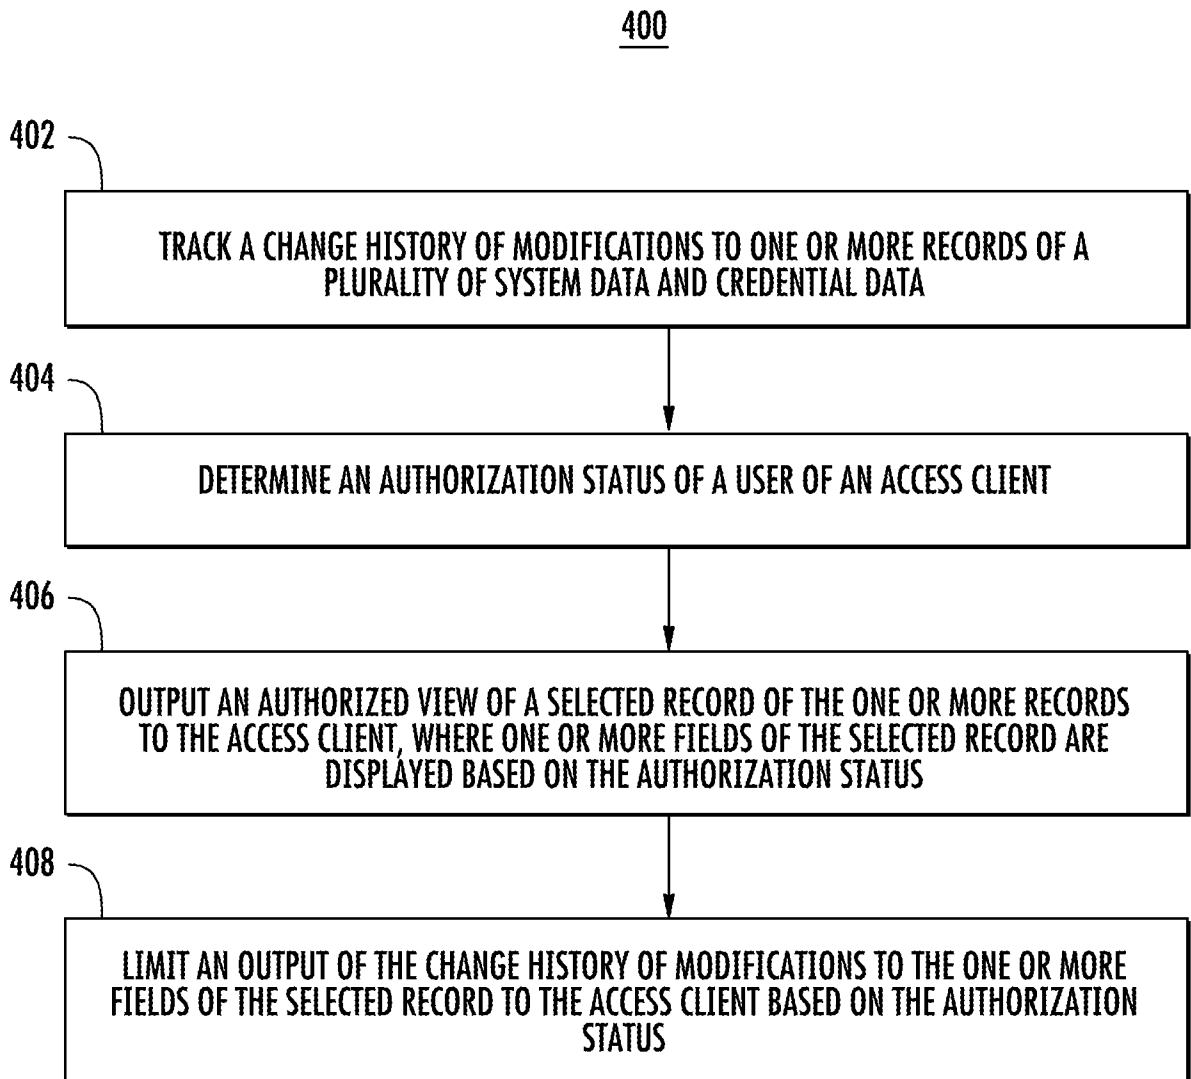 400
402
TRACK A CHANGE HISTORY OF MODIFICATIONS TO ONE OR MORE RECORDS OF A
PLURALITY OF SYSTEM DATA AND CREDENTIAL DATA
404
DETERMINE AN AUTHORIZATION STATUS OF A USER OF AN ACCESS CLIENT
406
OUTPUT AN AUTHORIZED VIEW OF A SELECTED RECORD OF THE ONE OR MORE RECORDS
TO THE ACCESS CLIENT, WHERE ONE OR MORE FIELDS OF THE SELECTED RECORD ARE
DISPLAYED BASED ON THE AUTHORIZATION STATUS
408
LIMIT AN OUTPUT OF THE CHANGE HISTORY OF MODIFICATIONS TO THE ONE OR MORE
FIELDS OF THE SELECTED RECORD TO THE ACCESS CLIENT BASED ON THE AUTHORIZATION
STATUS